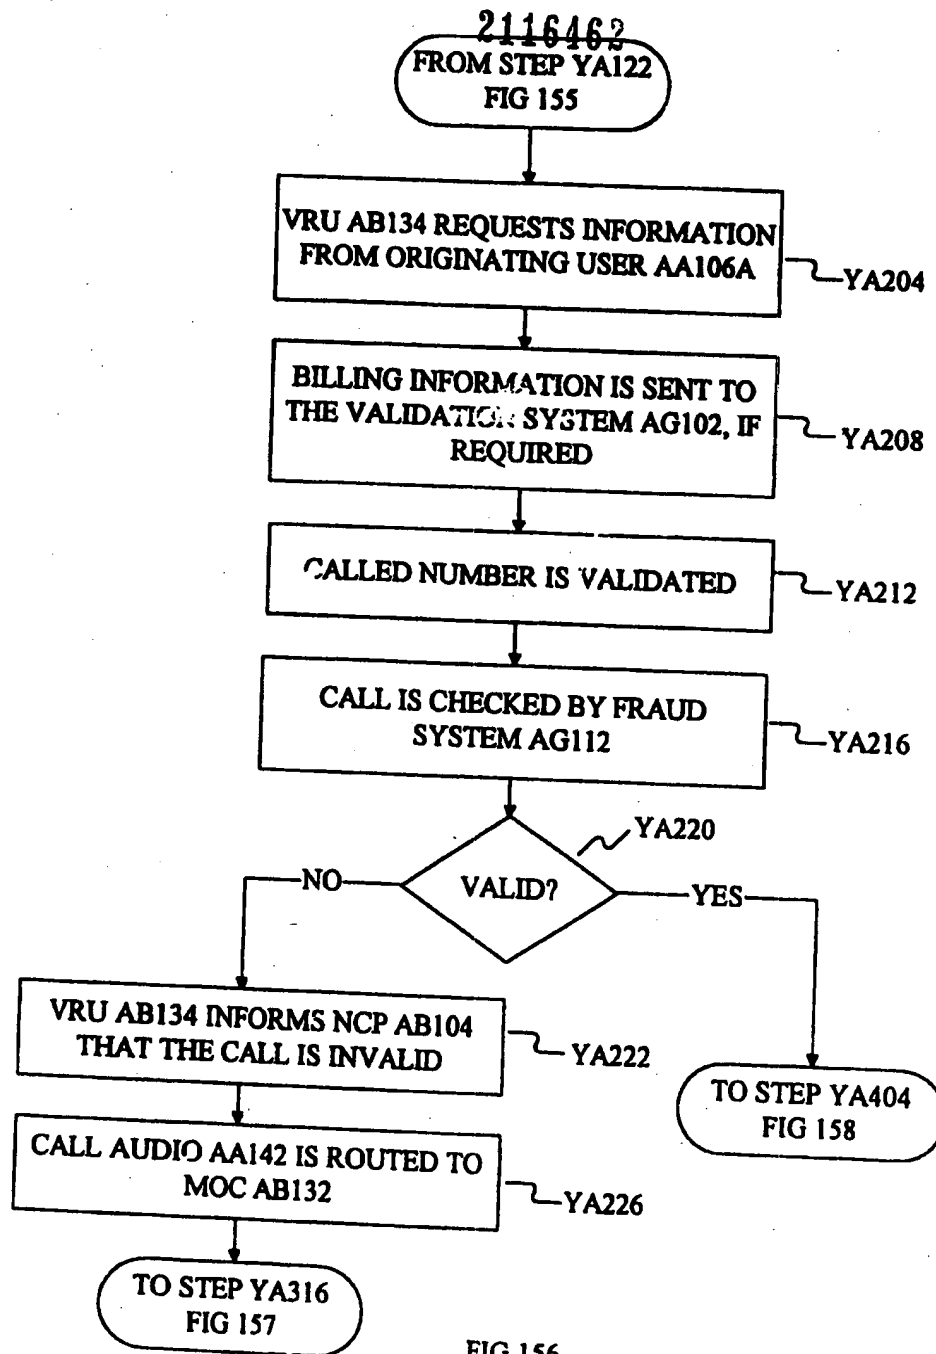 2116462
FROM STEP YA122
FIG 155
VRU AB134 REQUESTS INFORMATION
FROM ORIGINATING USER AA106A
YA204
BILLING INFORMATION IS SENT TO
THE VALIDATION SYSTEM AG102, IF
REQUIRED
YA208
CALLED NUMBER IS VALIDATED
YA212
CALL IS CHECKED BY FRAUD
SYSTEM AG112
YA216
YA220
VALID?
NO
YES
VRU AB134 INFORMS NCP AB104
THAT THE CALL IS INVALID
YA222
TO STEP YA404
FIG 158
CALL AUDIO AA142 IS ROUTED TO
MOC AB132
YA226
TO STEP YA316
FIG 157
FIG 156